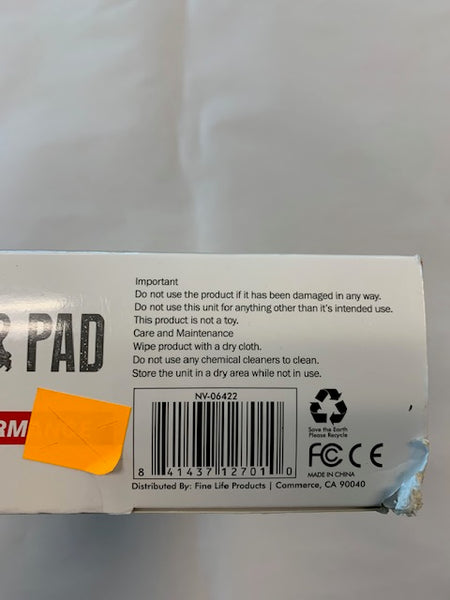 Important
Do not use the product if it has been damaged in any way.
Do not use this unit for anything other than it's intended use.
This product is not a toy.
Care and Maintenance
Wipe product with a dry cloth.
Do not use any chemical cleaners to clean.
Store the unit in a dry area while not in use.
& PAD
RMANCE
NV-06422
8 41437 12701 0
Save the Earth
Please Recycle
FC CE
MADE IN CHINA
Distributed By: Fine Life Products | Commerce, CA 90040